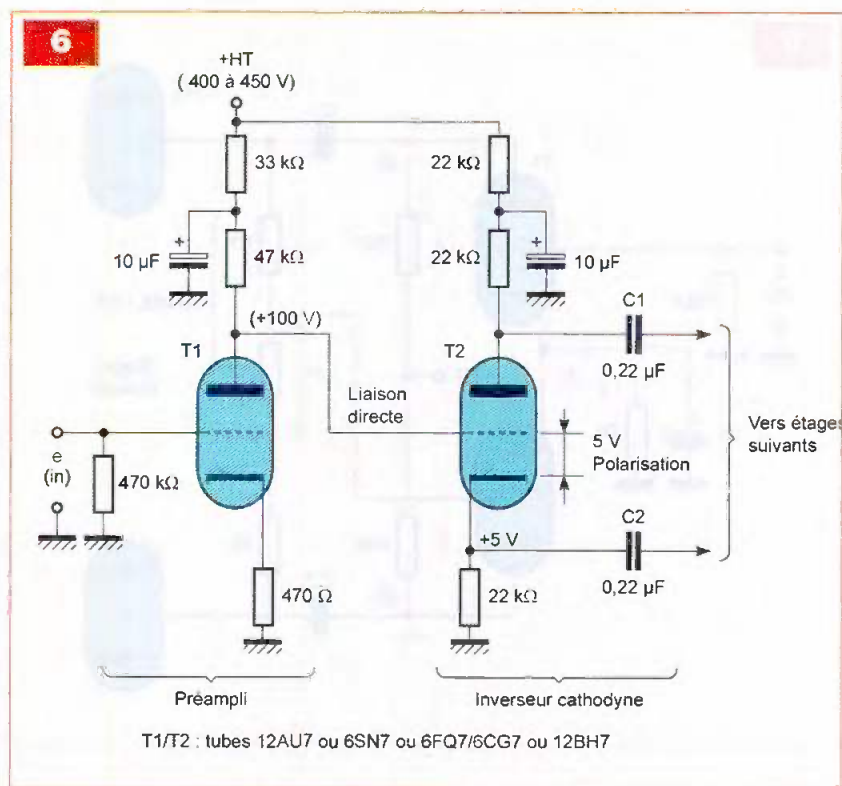 6
+HT
( 400 à 450 V)
33 kΩ
22 kΩ
10 µF
+
47 kΩ
22 kΩ
+
10 µF
(+100 V)
C1
T1
T2
0,22 µF
Liaison
directe
Vers étages
suivants
5 V
Polarisation
e
(in)
470 kΩ
C2
+5 V
0,22 µF
470 Ω
22 kΩ
Préampli
Inverseur cathodyne
T1/T2 : tubes 12AU7 ou 6SN7 ou 6FQ7/6CG7 ou 12BH7